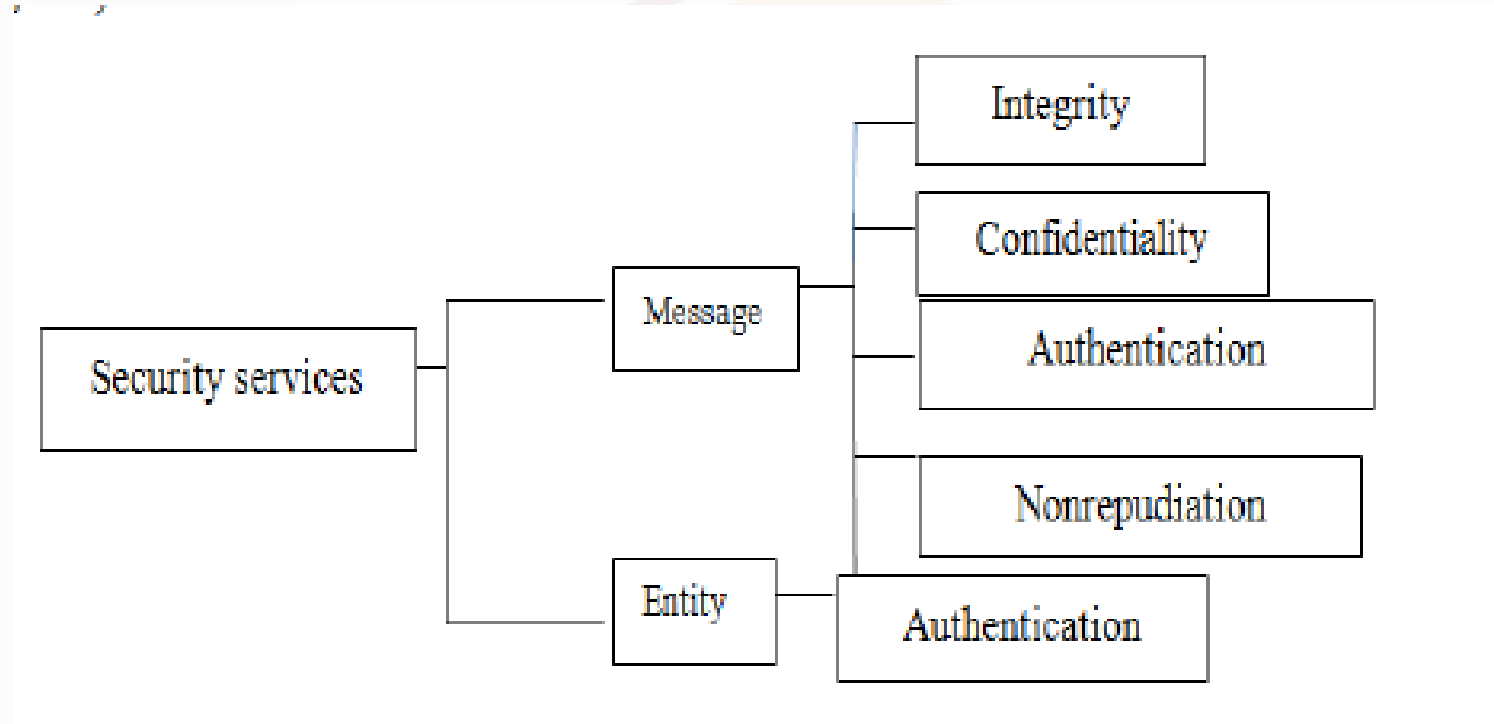 Integrity
Confidentiality
Message
Authentication
Security services
Nonrepudiation
Entity
Authentication